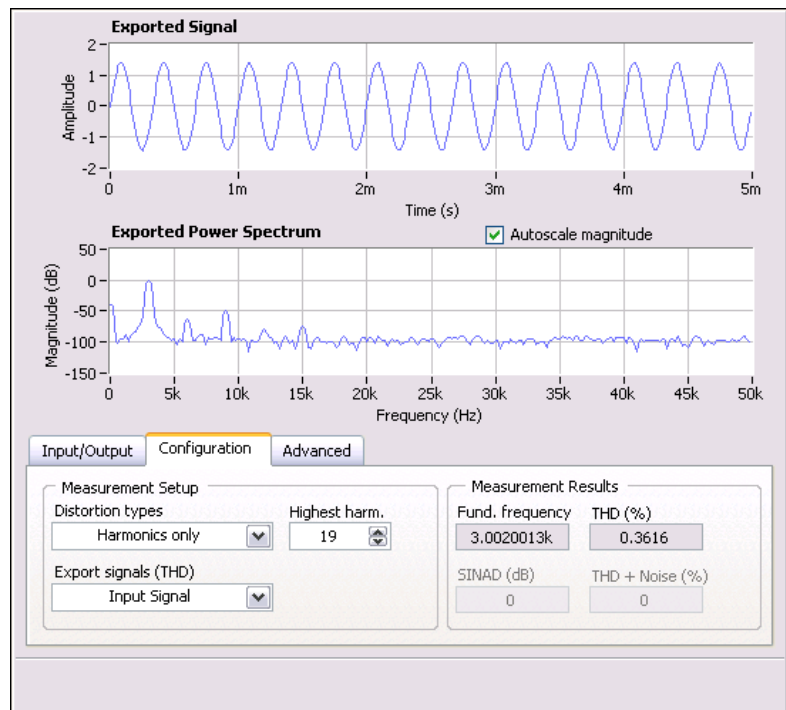 Exported Signal
2
1
0
-1
-2
Amplitude
0 1m 2m 3m 4m 5m
Time (s)
Exported Power Spectrum Autoscale magnitude
50
0
-50
-100
-150
Magnitude (dB)
0 5k 10k 15k 20k 25k 30k 35k 40k 45k 50k
Frequency (Hz)
Input/Output Configuration Advanced
Measurement Setup Measurement Results
Distortion types Highest harm. Fund. frequency THD (%)
Harmonics only 19 3.0020013k 0.3616
Export signals (THD) SINAD (dB) THD + Noise (%)
Input Signal 0 0